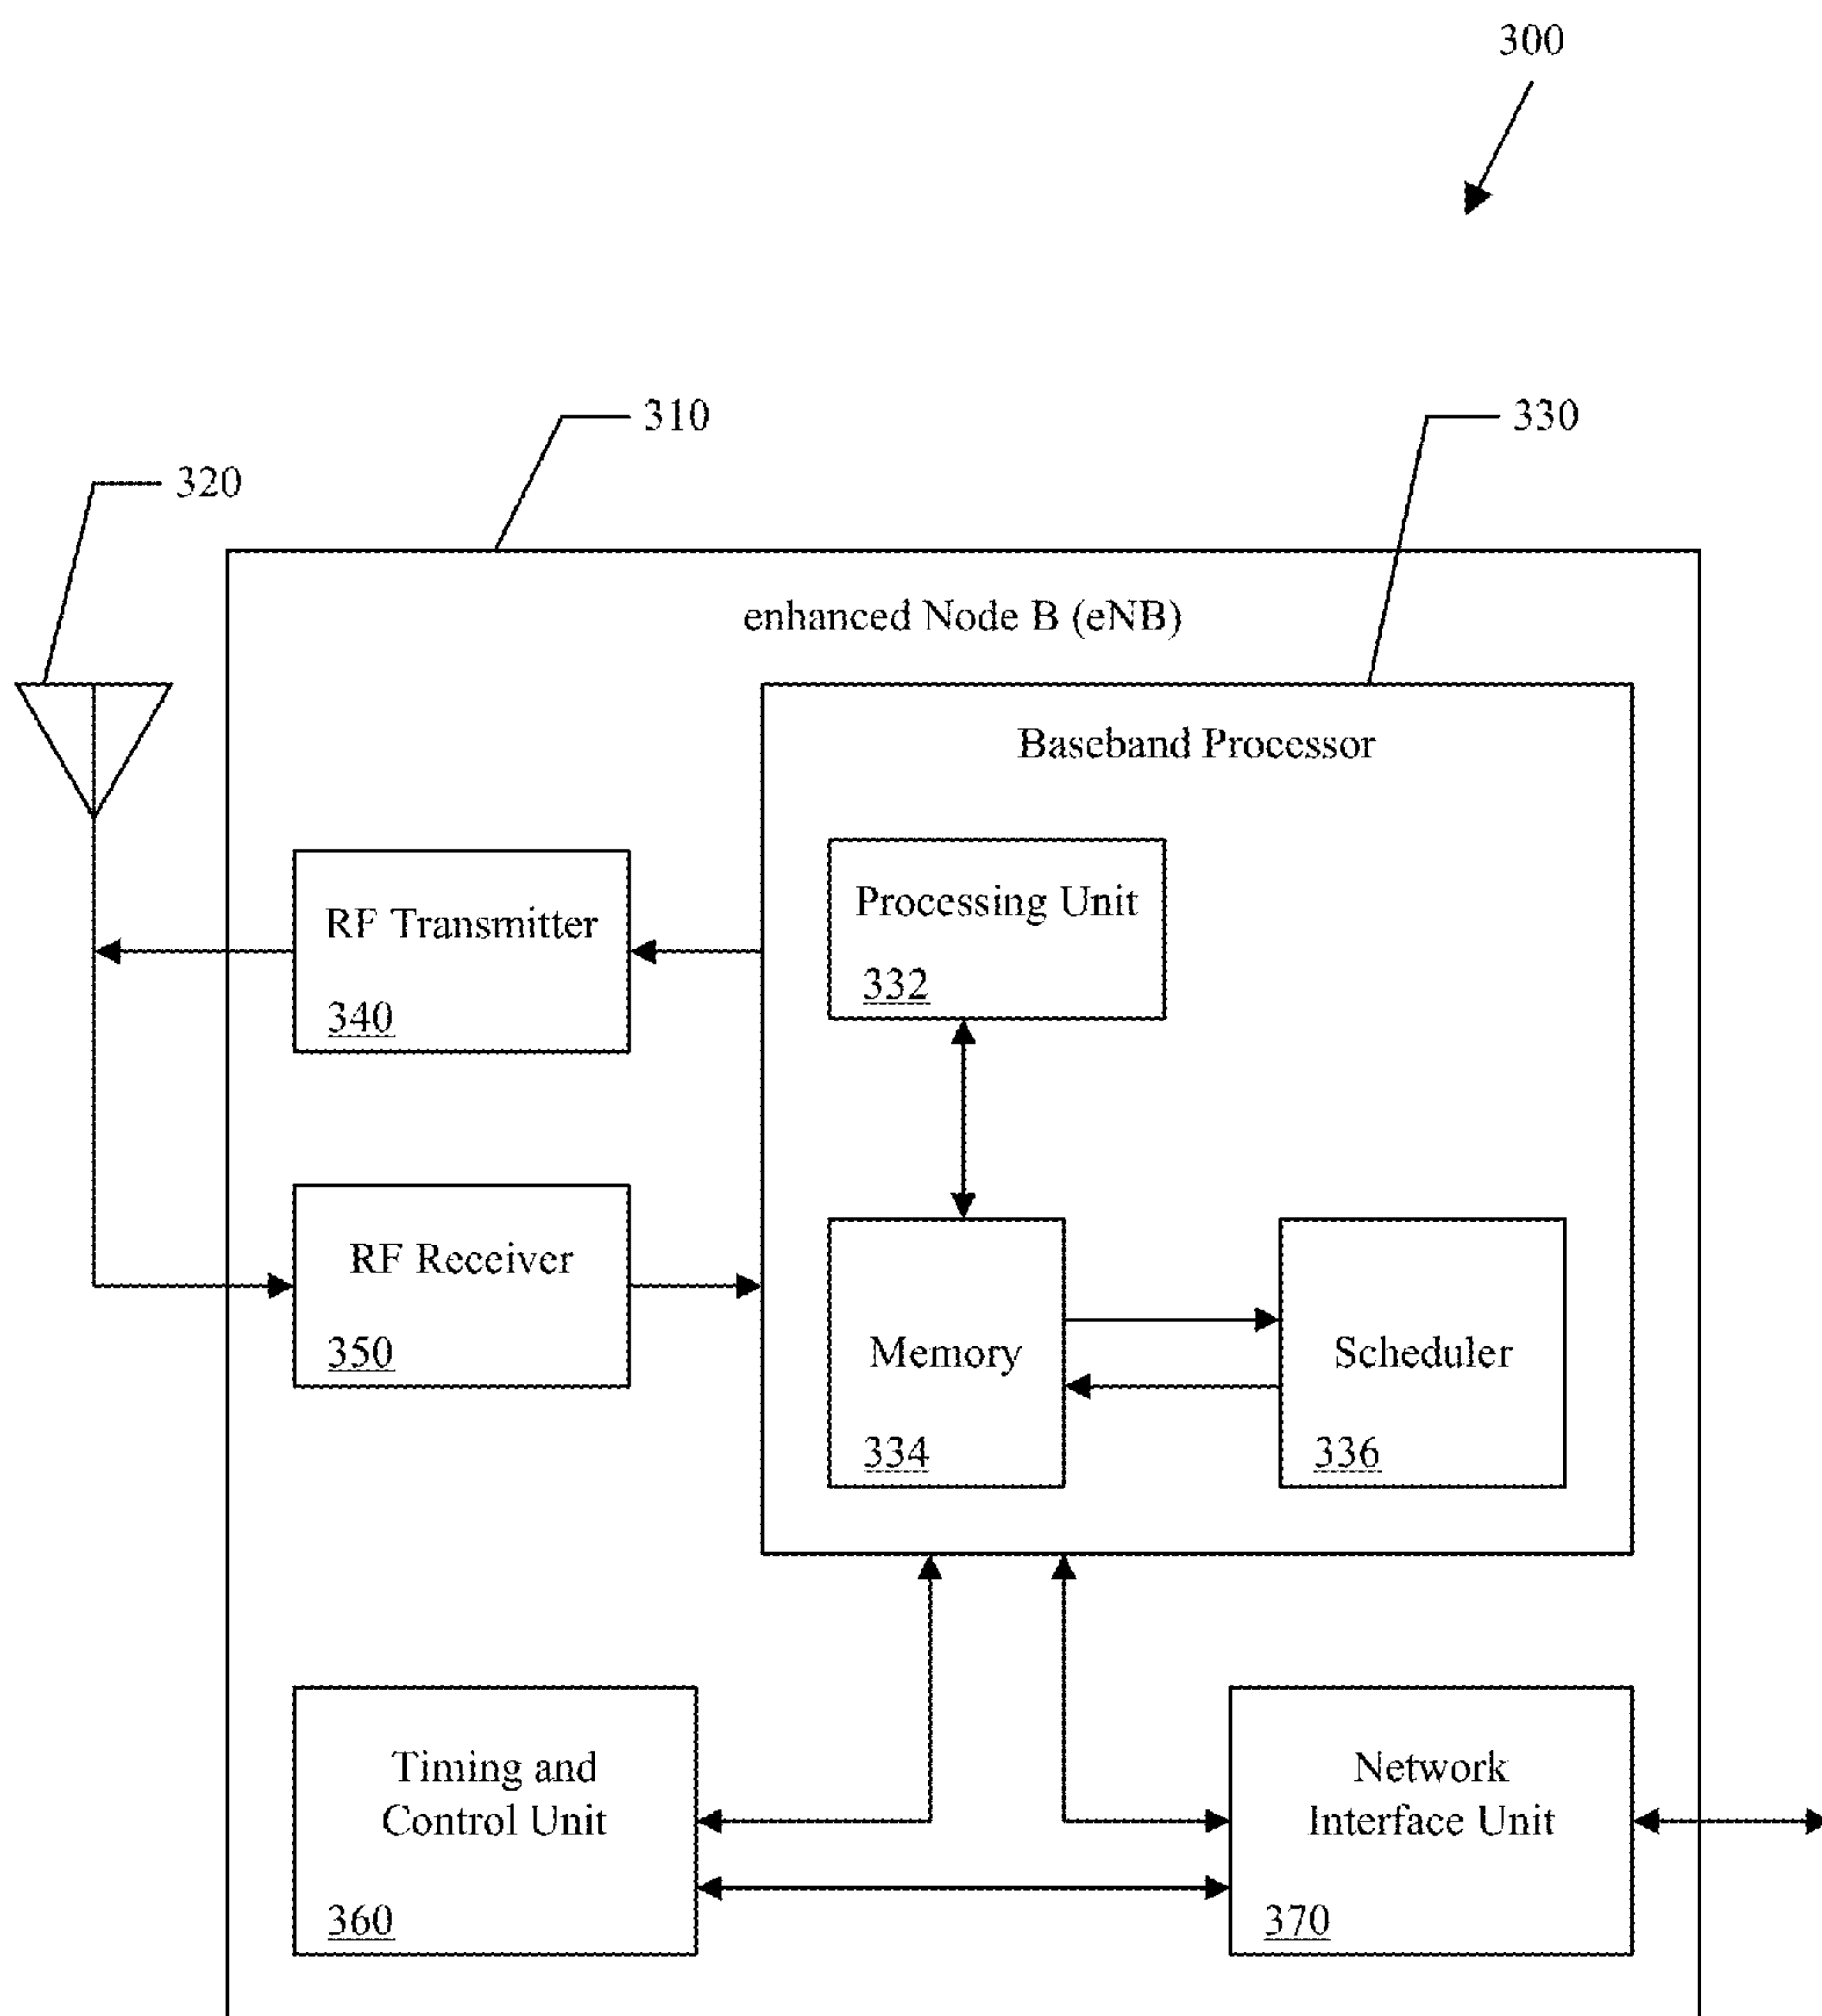 300
310
330
320
enhanced Node B (eNB)
Baseband Processor
Processing Unit
332
RF Transmitter
340
RF Receiver
350
Memory
334
Scheduler
336
Timing and
Control Unit
360
Network
Interface Unit
370